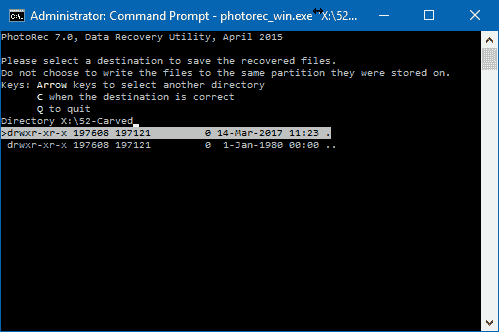 Administrator: Command Prompt - photorec_win.exe "X:\52...
PhotoRec 7.0, Data Recovery Utility, April 2015
Please select a destination to save the recovered files.
Do not choose to write the files to the same partition they were stored on.
Keys: Arrow keys to select another directory
C when the destination is correct
Q to quit
Directory X:\52-Carved
>drwxr-xr-x 197608 197121 0 14-Mar-2017 11:23 .
drwxr-xr-x 197608 197121 0 1-Jan-1980 00:00 ..